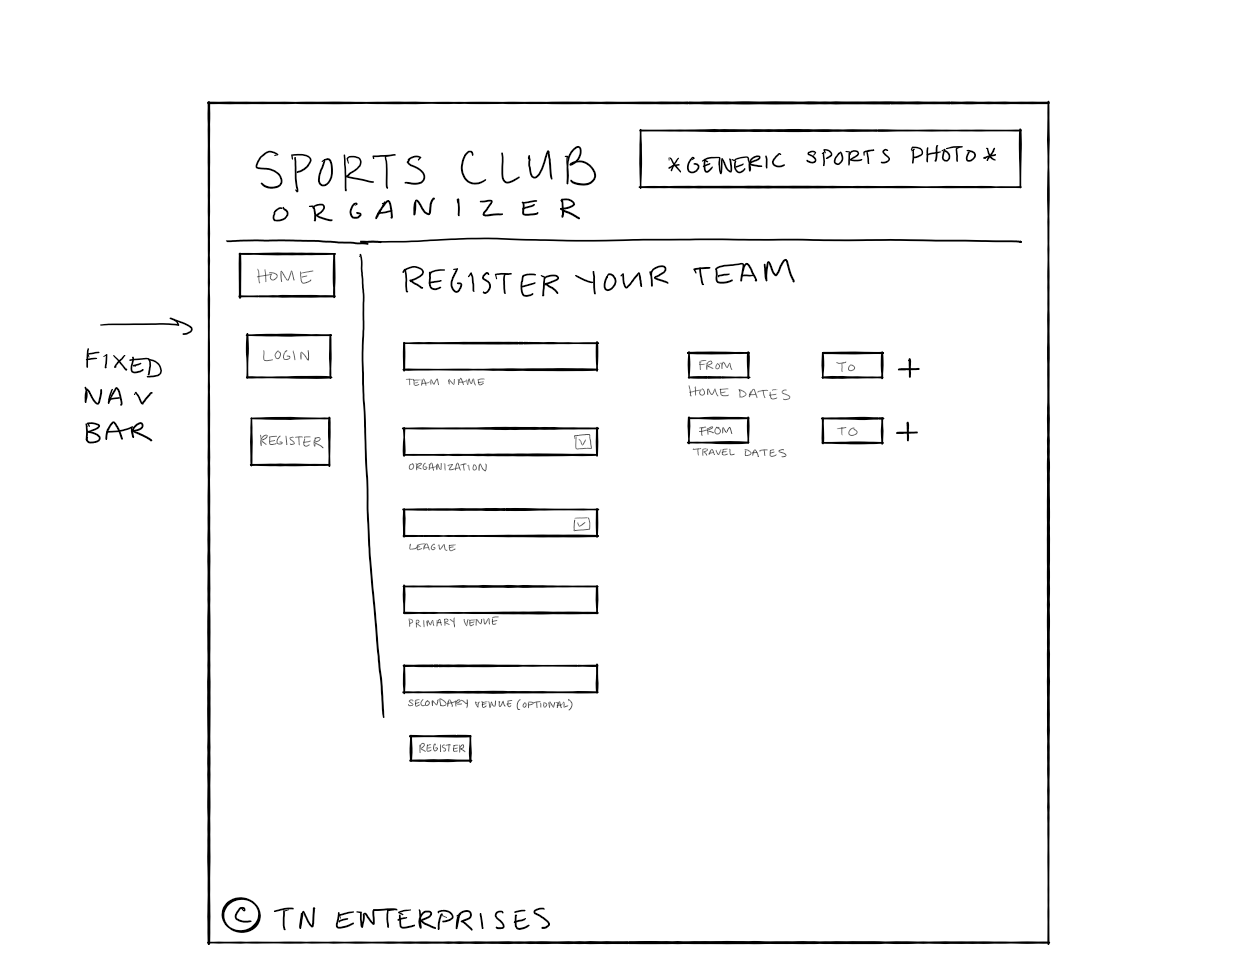 SPORTS CLUB
ORGANIZER
*GENERIC SPORTS PHOTO*
FIXED
NAV
BAR
HOME
LOGIN
REGISTER
REGISTER YOUR TEAM
TEAM NAME
ORGANIZATION
LEAGUE
PRIMARY VENUE
SECONDARY VENUE (OPTIONAL)
REGISTER
FROM TO +
HOME DATES
FROM TO +
TRAVEL DATES
© TN ENTERPRISES